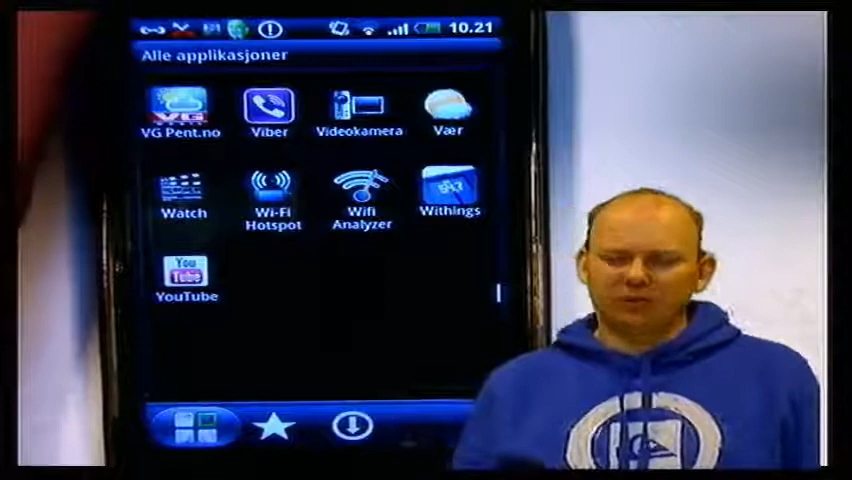 10.21
Alle applikasjoner
VG Pent.no
Viber
Videokamera
Vær
Watch
Wi-Fi
Hotspot
Wifi
Analyzer
Withings
You
Tube
YouTube